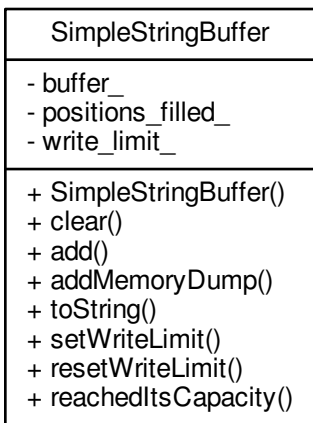 SimpleStringBuffer
- buffer_
- positions_filled_
- write_limit_
+ SimpleStringBuffer()
+ clear()
+ add()
+ addMemoryDump()
+ toString()
+ setWriteLimit()
+ resetWriteLimit()
+ reachedItsCapacity()